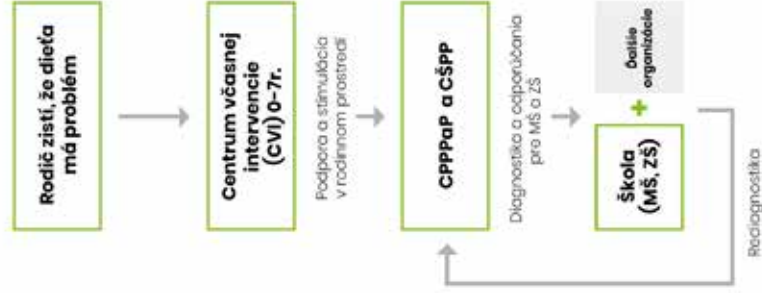 Rodič zistí, že dieťa
má problém
Centrum včasnej
intervencie
(CVI) 0-7r.
Podpora a stimulácia
v rodinnom prostredí
CPPPaP a CŠPP
Diagnostika a odporúčania
pre MŠ a ZŠ
Škola
(MŠ, ZŠ)
+
Ďalšie
organizácie
Rediagnostika